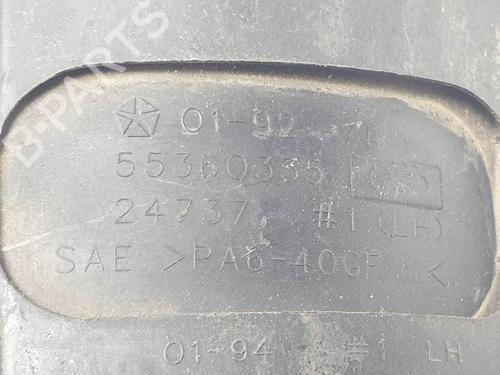 B-PARTS
01-92
55360335
24737 #1 (LH)
SAE >PA6-40GF/M<
01-94 #1 LH